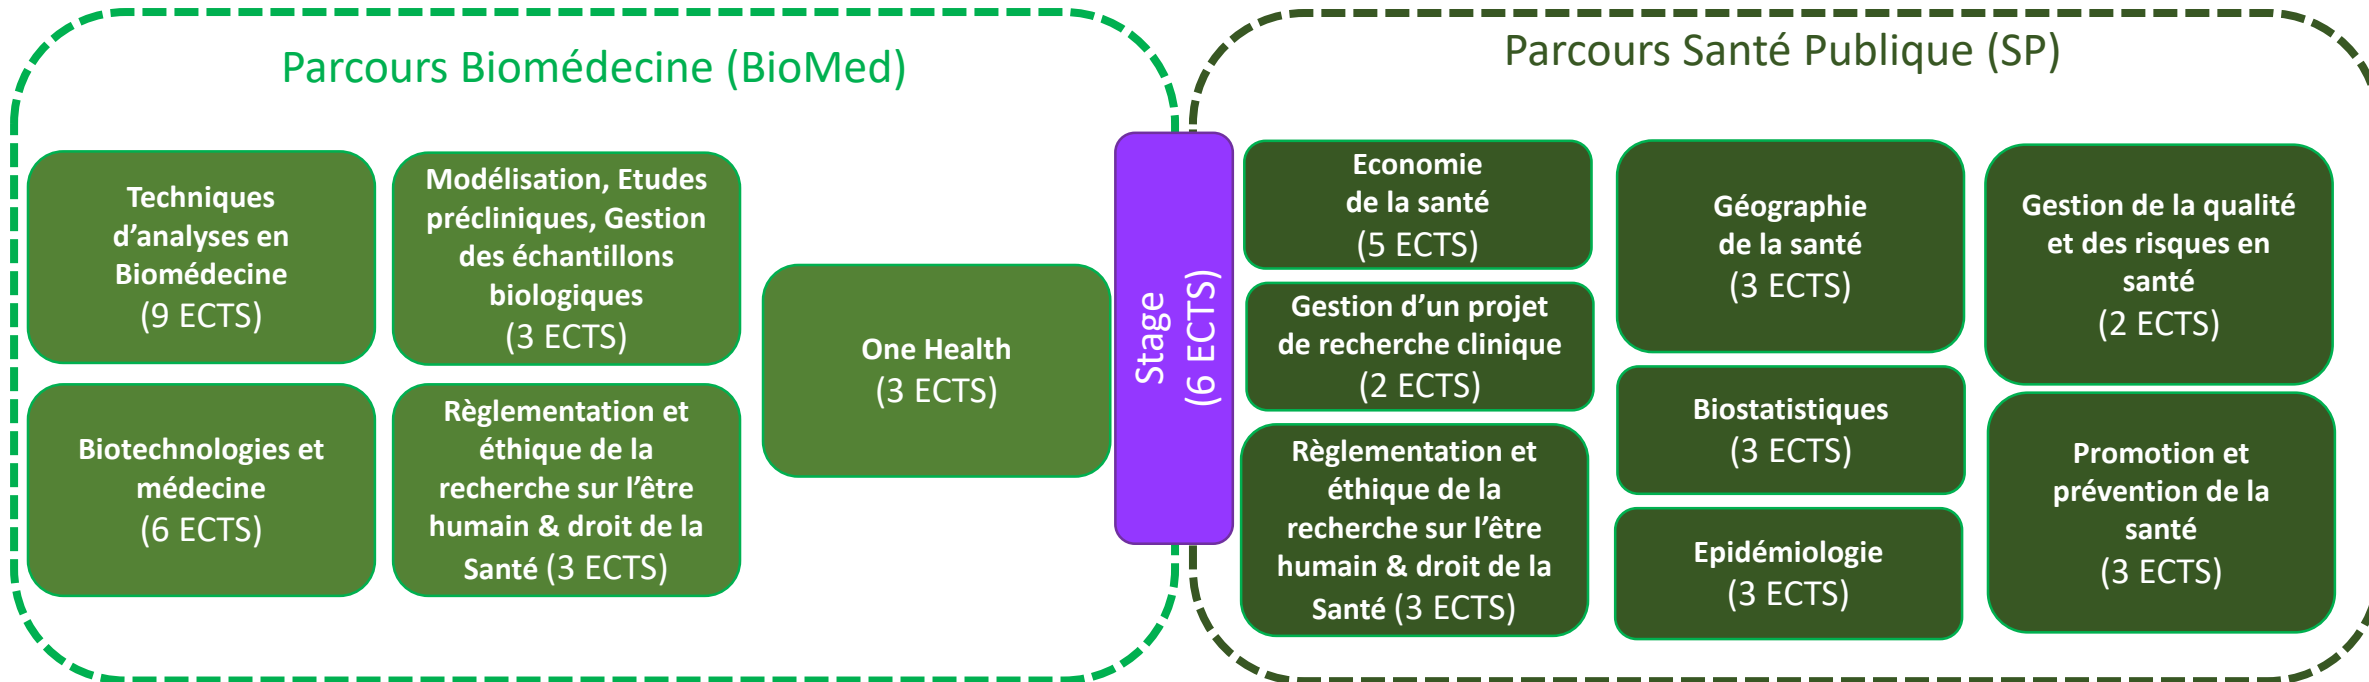 Parcours Biomédecine (BioMed)
Techniques
d’analyses en
Biomédecine
(9 ECTS)
Modélisation, Etudes
précliniques, Gestion
des échantillons
biologiques
(3 ECTS)
Biotechnologies et
médecine
(6 ECTS)
Règlementation et
éthique de la
recherche sur l’être
humain & droit de la
Santé (3 ECTS)
One Health
(3 ECTS)
Stage
(6 ECTS)
Parcours Santé Publique (SP)
Economie
de la santé
(5 ECTS)
Gestion d’un projet
de recherche clinique
(2 ECTS)
Règlementation et
éthique de la
recherche sur l’être
humain & droit de la
Santé (3 ECTS)
Géographie
de la santé
(3 ECTS)
Biostatistiques
(3 ECTS)
Epidémiologie
(3 ECTS)
Gestion de la qualité
et des risques en
santé
(2 ECTS)
Promotion et
prévention de la
santé
(3 ECTS)